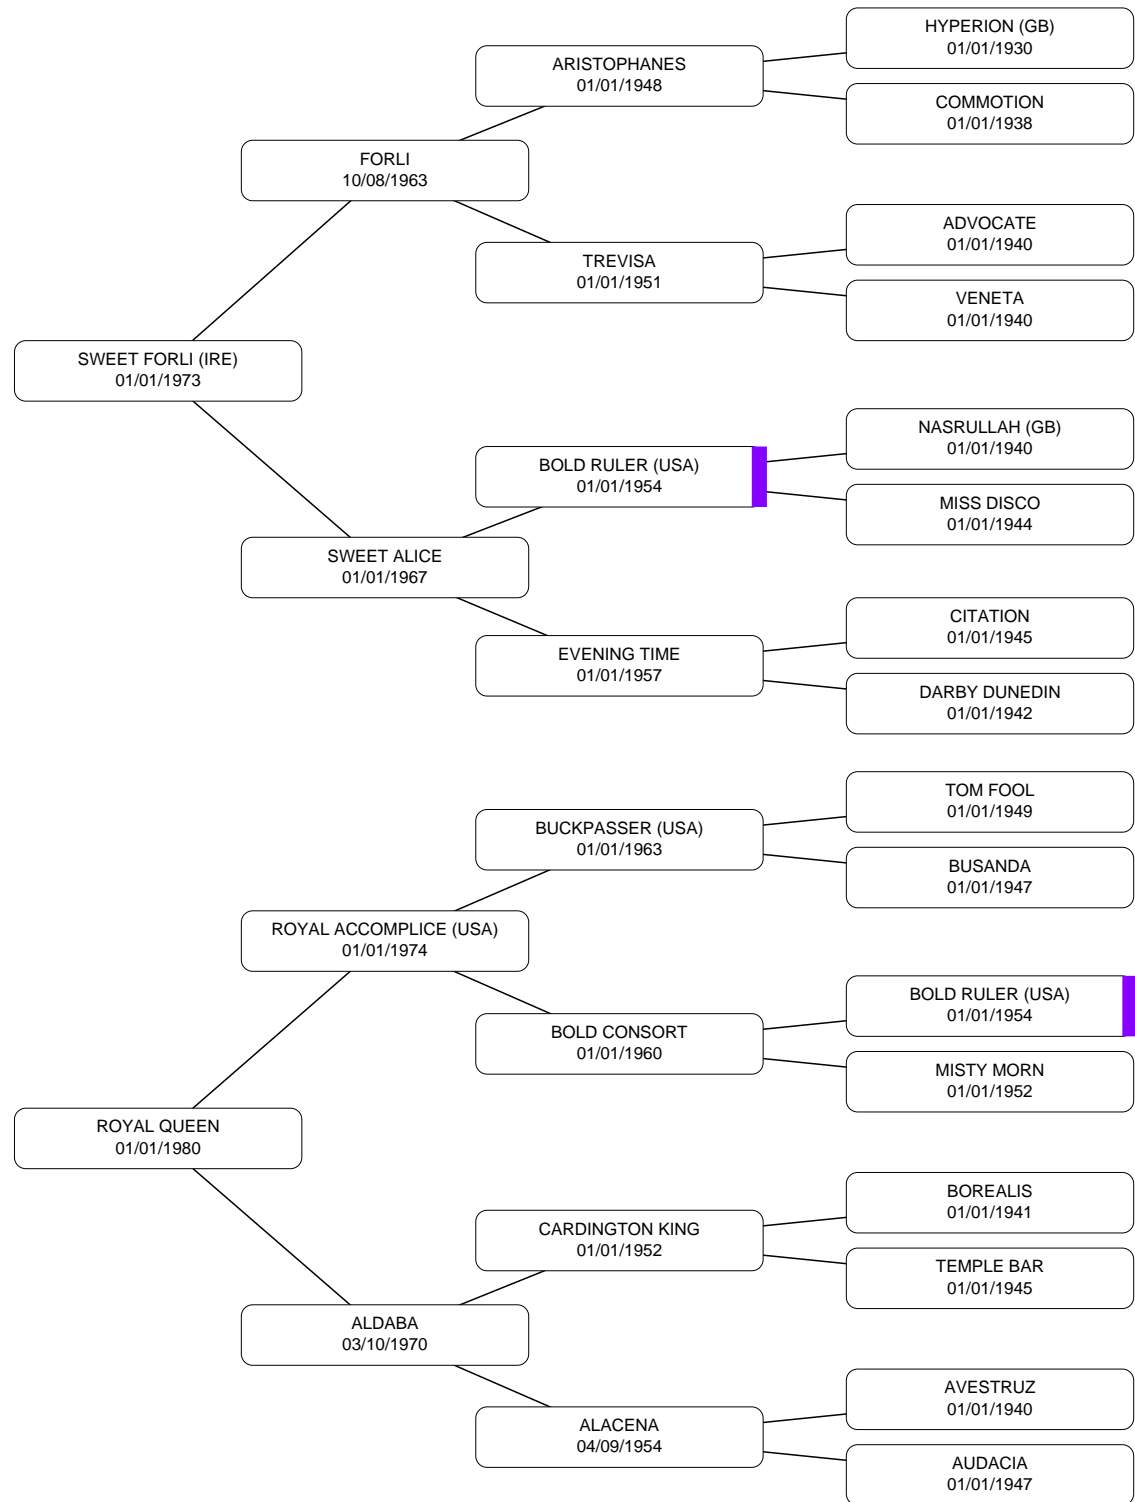 HYPERION (GB)
01/01/1930
ARISTOPHANES
01/01/1948
COMMOTION
01/01/1938
FORLI
10/08/1963
ADVOCATE
01/01/1940
TREVISA
01/01/1951
VENETA
01/01/1940
SWEET FORLI (IRE)
01/01/1973
NASRULLAH (GB)
01/01/1940
BOLD RULER (USA)
01/01/1954
MISS DISCO
01/01/1944
SWEET ALICE
01/01/1967
CITATION
01/01/1945
EVENING TIME
01/01/1957
DARBY DUNEDIN
01/01/1942
TOM FOOL
01/01/1949
BUCKPASSER (USA)
01/01/1963
BUSANDA
01/01/1947
ROYAL ACCOMPLICE (USA)
01/01/1974
BOLD RULER (USA)
01/01/1954
BOLD CONSORT
01/01/1960
MISTY MORN
01/01/1952
ROYAL QUEEN
01/01/1980
BOREALIS
01/01/1941
CARDINGTON KING
01/01/1952
TEMPLE BAR
01/01/1945
ALDABA
03/10/1970
AVESTRUZ
01/01/1940
ALACENA
04/09/1954
AUDACIA
01/01/1947